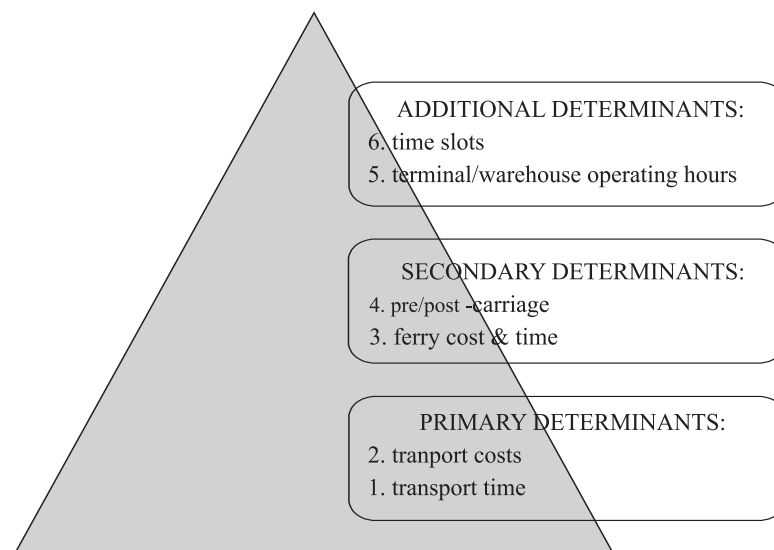 ADDITIONAL DETERMINANTS:
6. time slots
5. terminal/warehouse operating hours
SECONDARY DETERMINANTS:
4. pre/post -carriage
3. ferry cost & time
PRIMARY DETERMINANTS:
2. tranport costs
1. transport time